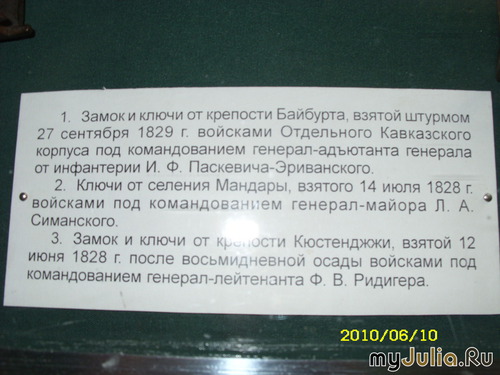 1. Замок и ключи от крепости Байбурта, взятой штурмом
27 сентября 1829 г. войсками Отдельного Кавказского
корпуса под командованием генерал-адъютанта генерала
от инфантерии И. Ф. Паскевича-Эриванского.
2. Ключи от селения Мандары, взятого 14 июля 1828 г.
войсками под командованием генерал-майора Л. А.
Симанского.
3. Замок и ключи от крепости Кюстенджжи, взятой 12
июня 1828 г. после восьмидневной осады войсками под
командованием генерал-лейтенанта Ф. В. Ридигера.
2010/06/10
myJulia.Ru